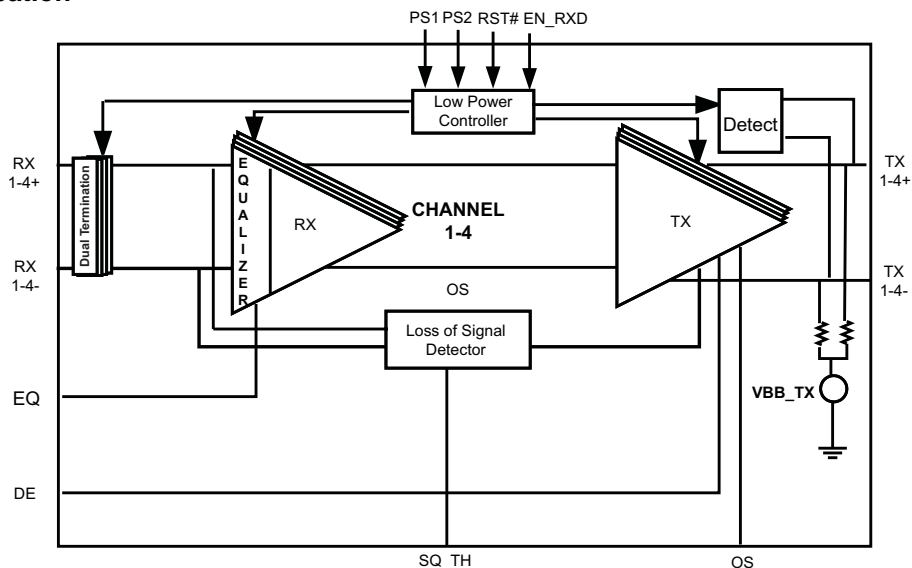 PS1 PS2 RST# EN_RXD
Low Power
Controller
Detect
RX
1-4+
TX
1-4+
Dual Termination
EQUALIZER
RX
CHANNEL
1-4
TX
RX
1-4-
TX
1-4-
OS
Loss of Signal
Detector
VBB_TX
EQ
DE
SQ_TH
OS